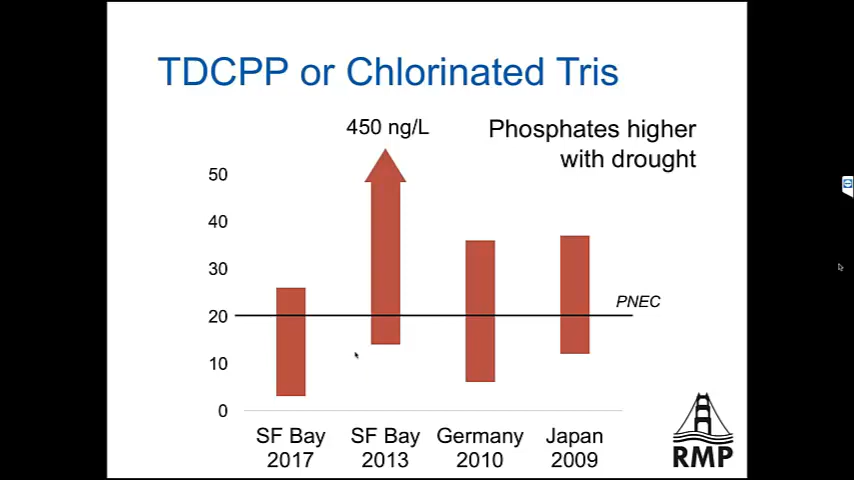 TDCPP or Chlorinated Tris
450 ng/L
Phosphates higher
with drought
50
40
30
20
10
0
PNEC
SF Bay
2017
SF Bay
2013
Germany
2010
Japan
2009
RMP